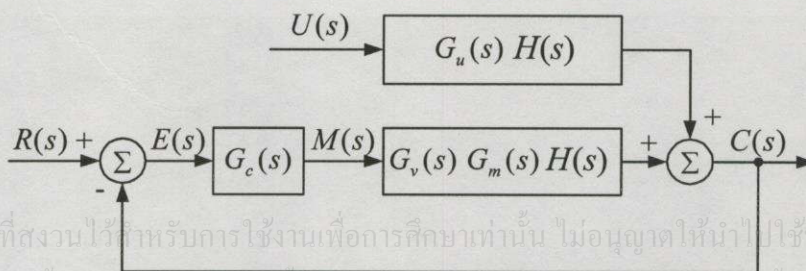 U(s)
G_u(s) H(s)
+
R(s) +
E(s)
G_c(s)
M(s)
G_v(s) G_m(s) H(s)
+
C(s)
Σ
Σ
-
ที่สงวนไว้สำหรับการใช้งานเพื่อการศึกษาเท่านั้น ไม่อนุญาตให้นำไปใช้